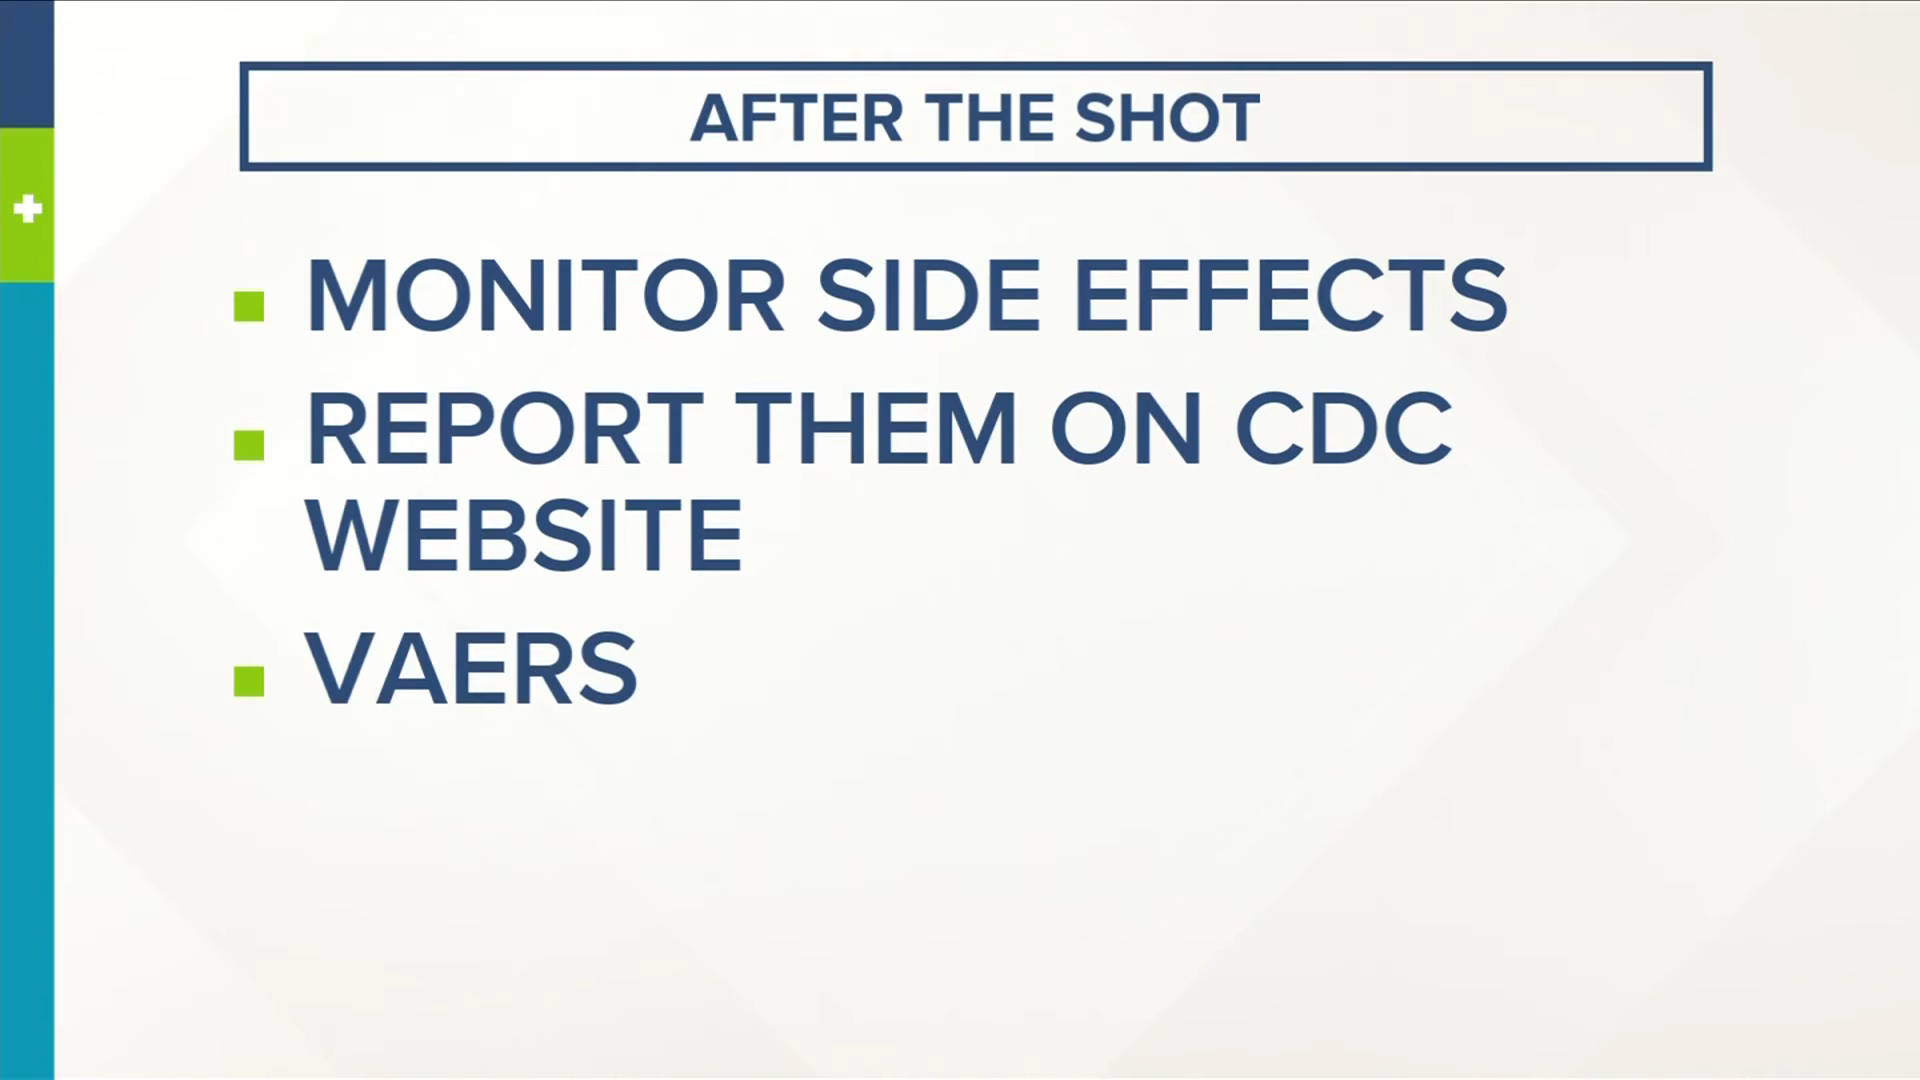 AFTER THE SHOT
MONITOR SIDE EFFECTS
REPORT THEM ON CDC
WEBSITE
VAERS